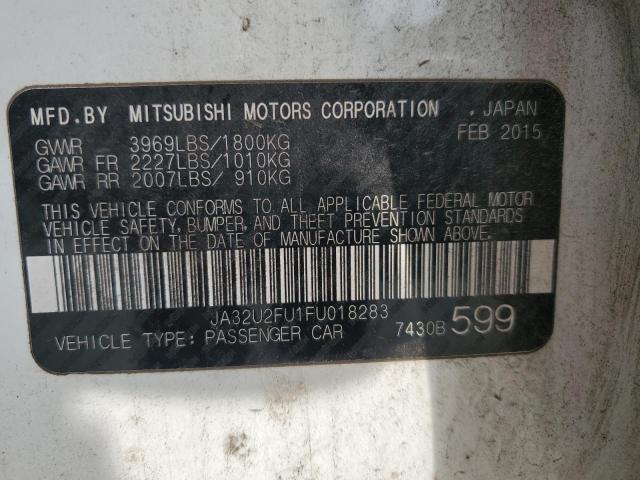 MFD.BY MITSUBISHI MOTORS CORPORATION . JAPAN
FEB 2015
GVWR 3969LBS/1800KG
GAWR FR 2227LBS/1010KG
GAWR RR 2007LBS/ 910KG
THIS VEHICLE CONFORMS TO ALL APPLICABLE FEDERAL MOTOR
VEHICLE SAFETY, BUMPER, AND THEFT PREVENTION STANDARDS
IN EFFECT ON THE DATE OF MANUFACTURE SHOWN ABOVE.
JA32U2FU1FU018283
VEHICLE TYPE: PASSENGER CAR 7430B 599